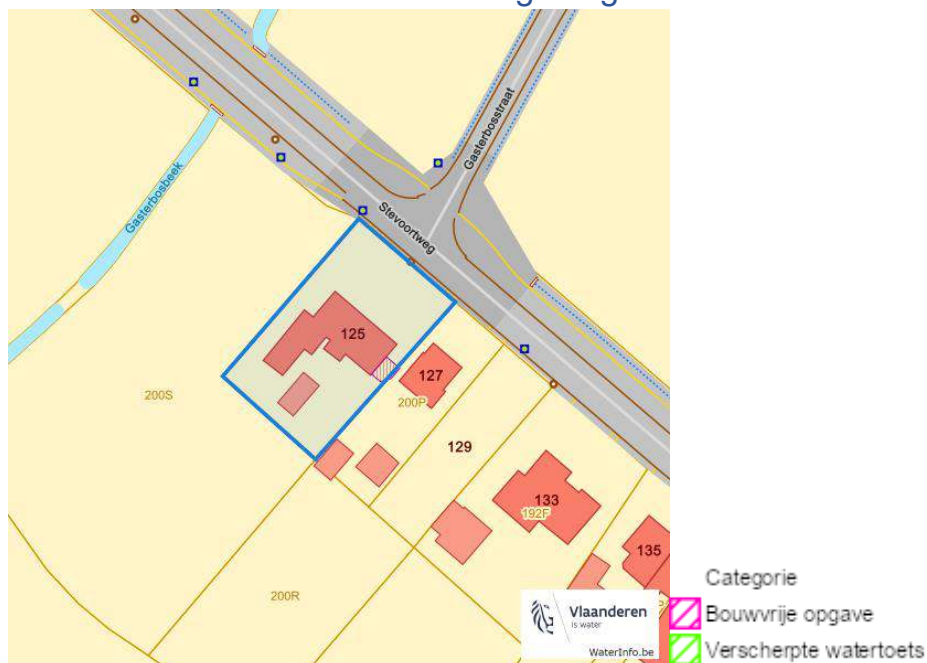 Gasterbosstraat
Gasterbosbeek
Stevoortweg
125
127
200S
200P
129
133
192F
135
200R
Vlaanderen
is water
WaterInfo.be
Categorie
Bouwvrije opgave
Verscherpte watertoets